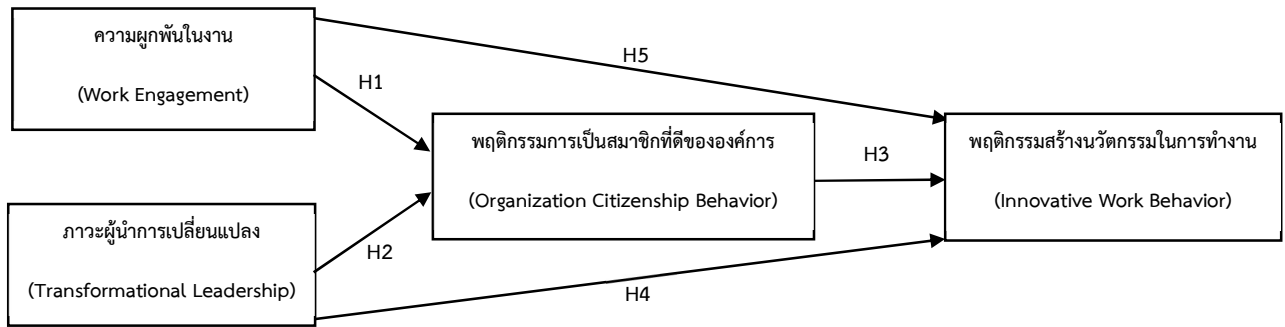 ความผูกพันในงาน
(Work Engagement)
H5
H1
พฤติกรรมการเป็นสมาชิกที่ดีขององค์การ
(Organization Citizenship Behavior)
H3
พฤติกรรมสร้างนวัตกรรมในการทำงาน
(Innovative Work Behavior)
ภาวะผู้นำการเปลี่ยนแปลง
(Transformational Leadership)
H2
H4